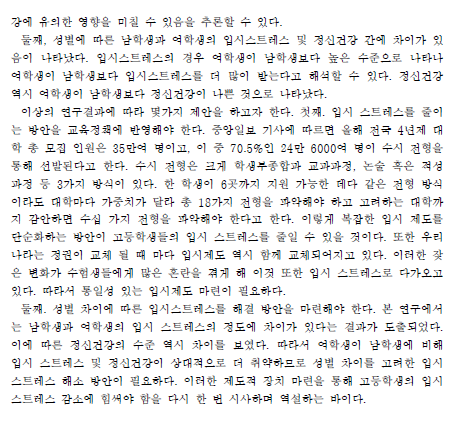 강에 유의한 영향을 미칠 수 있음을 추론할 수 있다.
둘째, 성별에 따른 남학생과 여학생의 입시스트레스 및 정신건강 간에 차이가 있
음이 나타났다. 입시스트레스의 경우 여학생이 남학생보다 높은 수준으로 나타나
여학생이 남학생보다 입시스트레스를 더 많이 받는다고 해석할 수 있다. 정신건강
역시 여학생이 남학생보다 정신건강이 나쁜 것으로 나타났다.
이상의 연구결과에 따라 몇가지 제안을 하고자 한다. 첫째. 입시 스트레스를 줄이
는 방안을 교육정책에 반영해야 한다. 중앙일보 기사에 따르면 올해 전국 4년제 대
학 총 모집 인원은 35만여 명이고, 이 중 70.5%인 24만 6000여 명이 수시 전형을
통해 선발된다고 한다. 수시 전형은 크게 학생부종합과 교과과정, 논술 혹은 적성
과정 등 3가지 방식이 있다. 한 학생이 6곳까지 지원 가능한 데다 같은 전형 방식
이라도 대학마다 가중치가 달라 총 18가지 전형을 파악해야 하고 고려하는 대학까
지 감안하면 수십 가지 전형을 파악해야 한다고 한다. 이렇게 복잡한 입시 제도를
단순화하는 방안이 고등학생들의 입시 스트레스를 줄일 수 있을 것이다. 또한 우리
나라는 정권이 교체 될 때 마다 입시제도 역시 함께 교체되어지고 있다. 이러한 잦
은 변화가 수험생들에게 많은 혼란을 겪게 해 이것 또한 입시 스트레스로 다가오고
있다. 따라서 통일성 있는 입시제도 마련이 필요하다.
둘째. 성별 차이에 따른 입시스트레스를 해결 방안을 마련해야 한다. 본 연구에서
는 남학생과 여학생의 입시 스트레스의 정도에 차이가 있다는 결과가 도출되었다.
이에 따른 정신건강의 수준 역시 차이를 보였다. 따라서 여학생이 남학생에 비해
입시 스트레스 및 정신건강이 상대적으로 더 취약하므로 성별 차이를 고려한 입시
스트레스 해소 방안이 필요하다. 이러한 제도적 장치 마련을 통해 고등학생의 입시
스트레스 감소에 힘써야 함을 다시 한 번 시사하며 역설하는 바이다.